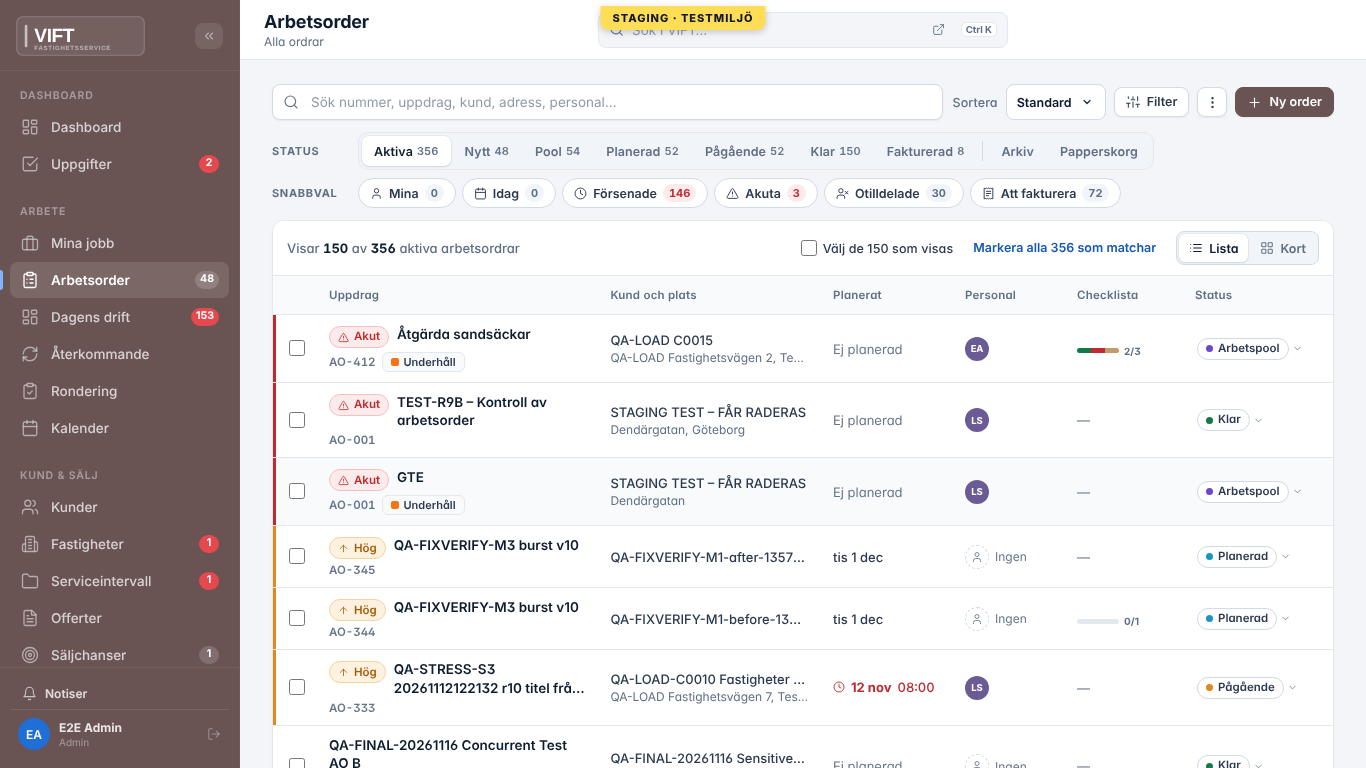 VIFT
FASTIGHETSSERVICE
DASHBOARD
Dashboard
Uppgifter 2
ARBETE
Mina jobb
Arbetsorder 48
Dagens drift 153
Återkommande
Rondering
Kalender
KUND & SÄLJ
Kunder
Fastigheter 1
Serviceintervall 1
Offerter
Säljchanser 1
Notiser
EA
E2E Admin
Admin
Arbetsorder
Alla ordrar
STAGING · TESTMILJÖ
Sök i VIFT...
Ctrl K
Sök nummer, uppdrag, kund, adress, personal...
Sortera Standard Filter Ny order
STATUS Aktiva 356 Nytt 48 Pool 54 Planerad 52 Pågående 52 Klar 150 Fakturerad 8 Arkiv Papperskorg
SNABBVAL Mina 0 Idag 0 Försenade 146 Akuta 3 Otilldelade 30 Att fakturera 72
Visar 150 av 356 aktiva arbetsordrar Välj de 150 som visas Markera alla 356 som matchar Lista Kort
Uppdrag Kund och plats Planerat Personal Checklista Status
Akut Åtgärda sandsäckar
AO-412 Underhåll
QA-LOAD C0015
QA-LOAD Fastighetsvägen 2, Te...
Ej planerad EA 2/3 Arbetspool
Akut TEST-R9B – Kontroll av
arbetsorder
AO-001
STAGING TEST – FÅR RADERAS
Dendärgatan, Göteborg
Ej planerad LS — Klar
Akut GTE
AO-001 Underhåll
STAGING TEST – FÅR RADERAS
Dendärgatan
Ej planerad LS — Arbetspool
Hög QA-FIXVERIFY-M3 burst v10
AO-345
QA-FIXVERIFY-M1-after-1357...
tis 1 dec Ingen — Planerad
Hög QA-FIXVERIFY-M3 burst v10
AO-344
QA-FIXVERIFY-M1-before-13...
tis 1 dec Ingen 0/1 Planerad
Hög QA-STRESS-S3
20261112122132 r10 titel frå...
AO-333
QA-LOAD-C0010 Fastigheter ...
QA-LOAD Fastighetsvägen 7, Tes...
12 nov 08:00 LS — Pågående
QA-FINAL-20261116 Concurrent Test
AO B
QA-FINAL-20261116 Sensitive...
Ej planerad Ingen Klar